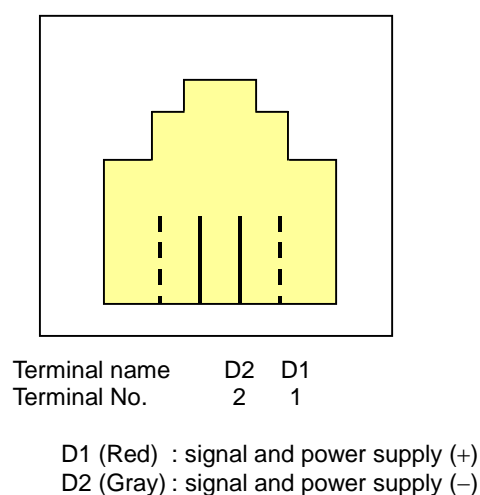 Terminal name D2 D1
Terminal No. 2 1
D1 (Red) : signal and power supply (+)
D2 (Gray) : signal and power supply (−)